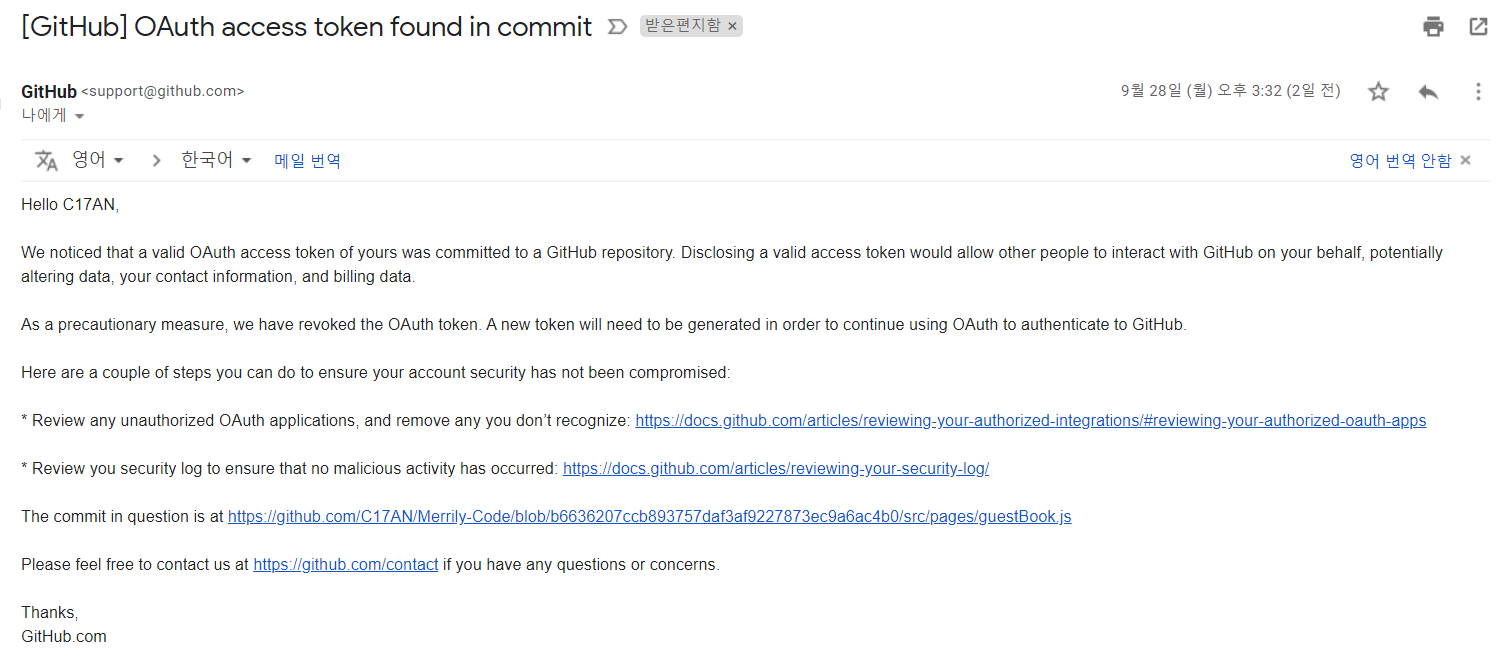 [GitHub] OAuth access token found in commit 받은편지함 ×
GitHub <support@github.com> 9월 28일 (월) 오후 3:32 (2일 전)
나에게
영어 > 한국어 메일 번역 영어 번역 안함 ×
Hello C17AN,
We noticed that a valid OAuth access token of yours was committed to a GitHub repository. Disclosing a valid access token would allow other people to interact with GitHub on your behalf, potentially
altering data, your contact information, and billing data.
As a precautionary measure, we have revoked the OAuth token. A new token will need to be generated in order to continue using OAuth to authenticate to GitHub.
Here are a couple of steps you can do to ensure your account security has not been compromised:
* Review any unauthorized OAuth applications, and remove any you don’t recognize: https://docs.github.com/articles/reviewing-your-authorized-integrations/#reviewing-your-authorized-oauth-apps
* Review you security log to ensure that no malicious activity has occurred: https://docs.github.com/articles/reviewing-your-security-log/
The commit in question is at https://github.com/C17AN/Merrily-Code/blob/b6636207ccb893757daf3af9227873ec9a6ac4b0/src/pages/guestBook.js
Please feel free to contact us at https://github.com/contact if you have any questions or concerns.
Thanks,
GitHub.com